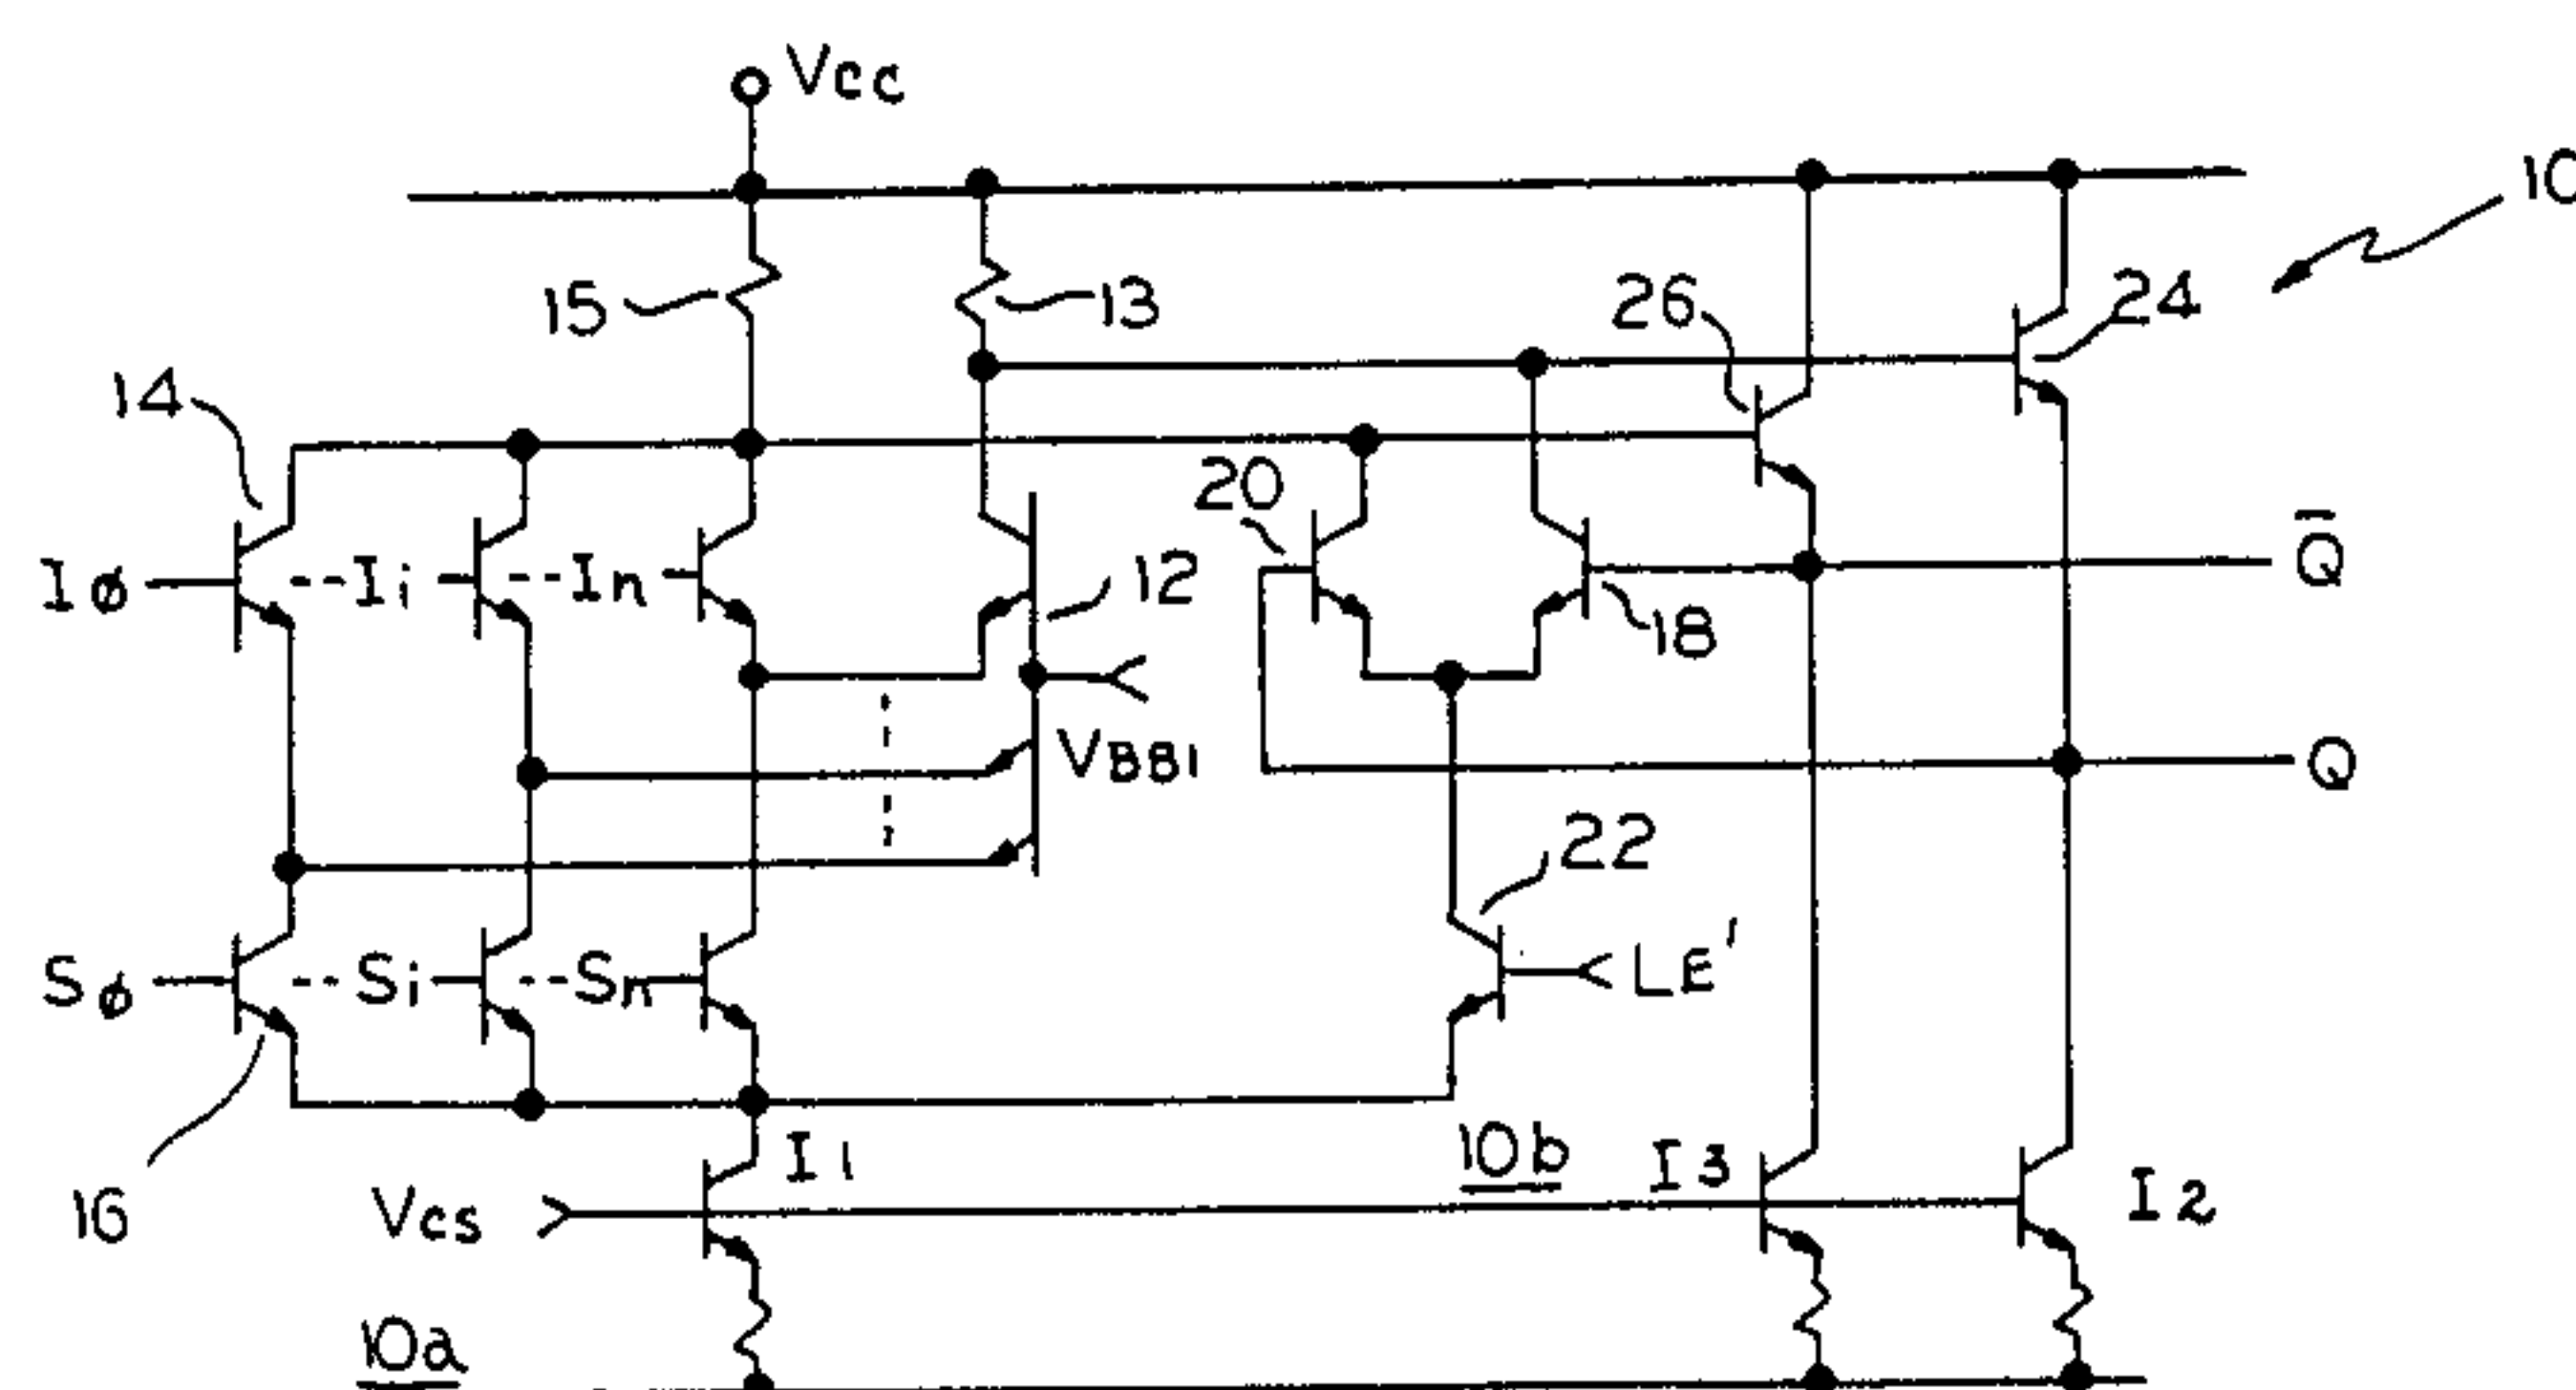 Vcc
10
15
13
26
24
14
Q̅
20
Iø --Ii --In
12
18
VBB1
Q
22
Sø --Si --Sn
LE'
I1
10b
I3
16
Vcs
I2
10a